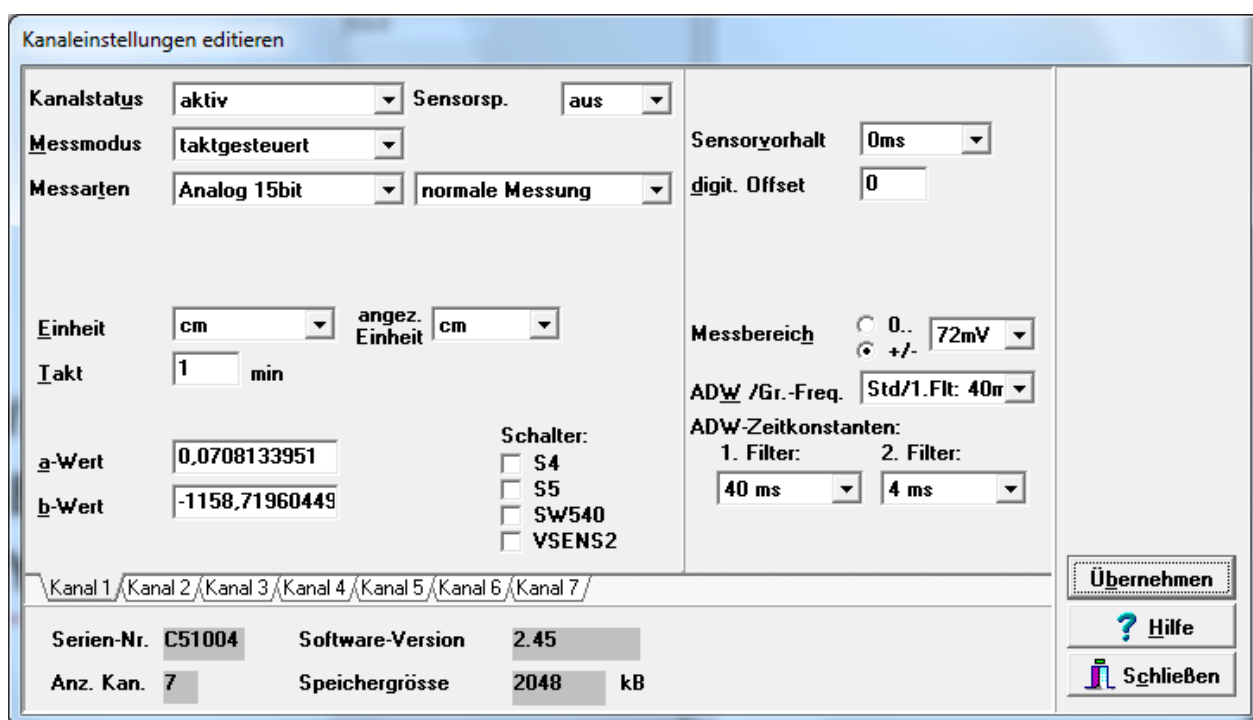 Kanaleinstellungen editieren
Kanalstatus aktiv Sensorsp. aus
Messmodus taktgesteuert
Messarten Analog 15bit normale Messung
Sensorvorhalt 0ms
digit. Offset 0
Einheit cm angez. Einheit cm
Takt 1 min
Messbereich 0.. +/- 72mV
ADW /Gr.-Freq. Std/1.Flt: 40m
ADW-Zeitkonstanten:
1. Filter: 2. Filter:
40 ms 4 ms
a-Wert 0,0708133951
b-Wert -1158,71960449
Schalter:
S4
S5
SW540
VSENS2
Kanal 1 Kanal 2 Kanal 3 Kanal 4 Kanal 5 Kanal 6 Kanal 7
Serien-Nr. C51004 Software-Version 2.45
Anz. Kan. 7 Speichergrösse 2048 kB
Übernehmen
? Hilfe
Schließen